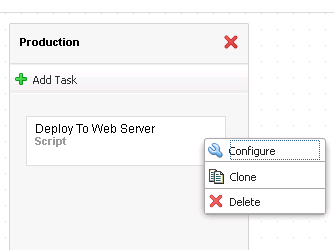 Production
Add Task
Deploy To Web Server
Script
Configure
Clone
Delete